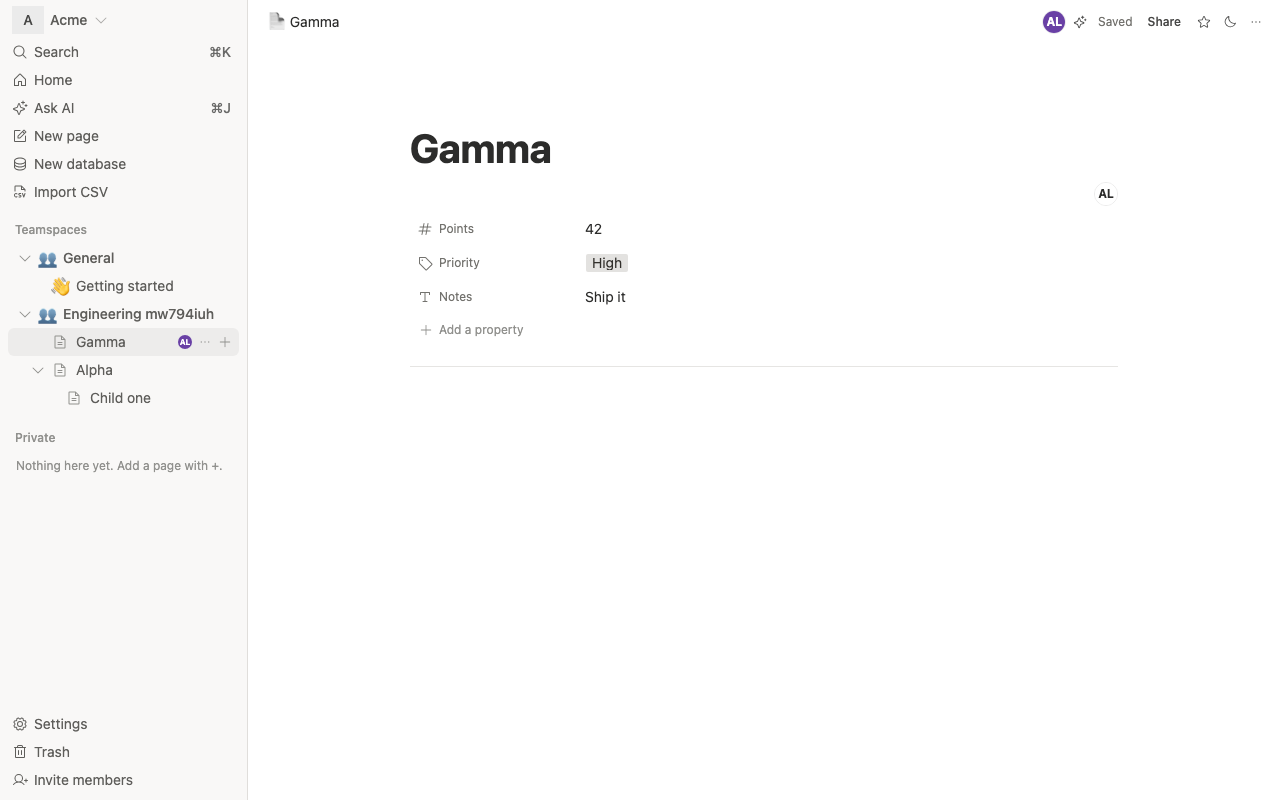 A Acme
Search ⌘K
Home
Ask AI ⌘J
New page
New database
CSV Import CSV
Teamspaces
General
Getting started
Engineering mw794iuh
Gamma AL
Alpha
Child one
Private
Nothing here yet. Add a page with +.
Settings
Trash
Invite members
Gamma
AL Saved Share
Gamma
AL
Points 42
Priority High
Notes Ship it
Add a property